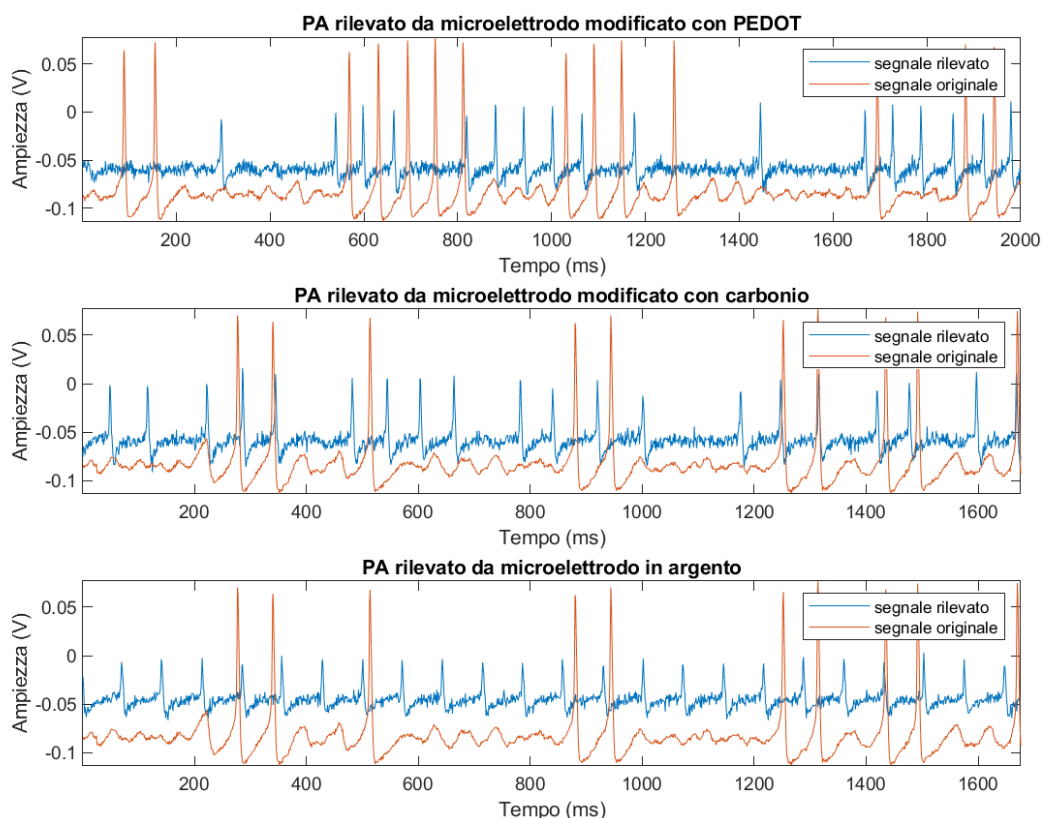 PA rilevato da microelettrodo modificato con PEDOT
segnale rilevato
segnale originale
Ampiezza (V)
0.05
0
-0.05
-0.1
200 400 600 800 1000 1200 1400 1600 1800 2000
Tempo (ms)
PA rilevato da microelettrodo modificato con carbonio
segnale rilevato
segnale originale
Ampiezza (V)
0.05
0
-0.05
-0.1
200 400 600 800 1000 1200 1400 1600
Tempo (ms)
PA rilevato da microelettrodo in argento
segnale rilevato
segnale originale
Ampiezza (V)
0.05
0
-0.05
-0.1
200 400 600 800 1000 1200 1400 1600
Tempo (ms)